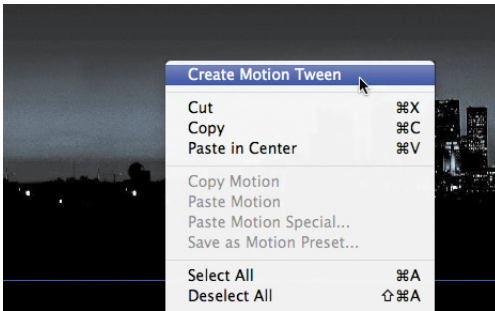 Create Motion Tween
Cut ⌘X
Copy ⌘C
Paste in Center ⌘V
Copy Motion
Paste Motion
Paste Motion Special...
Save as Motion Preset...
Select All ⌘A
Deselect All ⇧⌘A